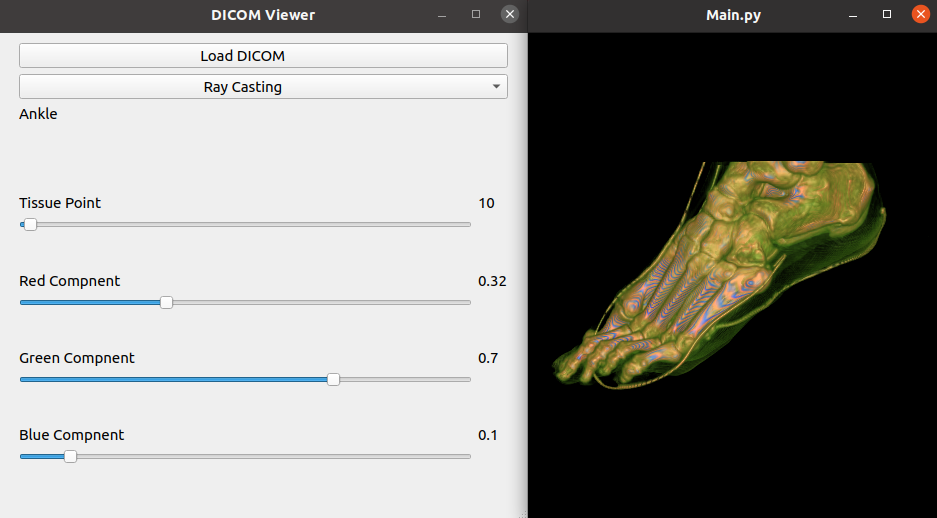 DICOM Viewer
Main.py
Load DICOM
Ray Casting
Ankle
Tissue Point 10
Red Compnent 0.32
Green Compnent 0.7
Blue Compnent 0.1